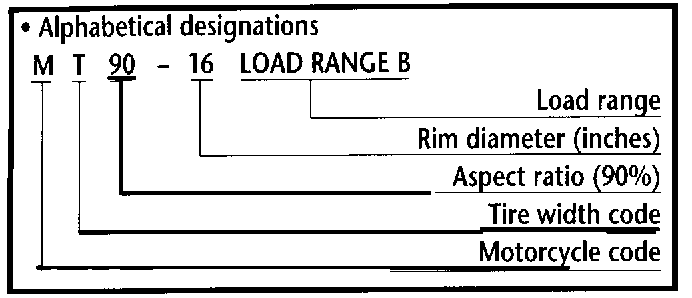 • Alphabetical designations
M T 90 - 16 LOAD RANGE B
Load range
Rim diameter (inches)
Aspect ratio (90%)
Tire width code
Motorcycle code